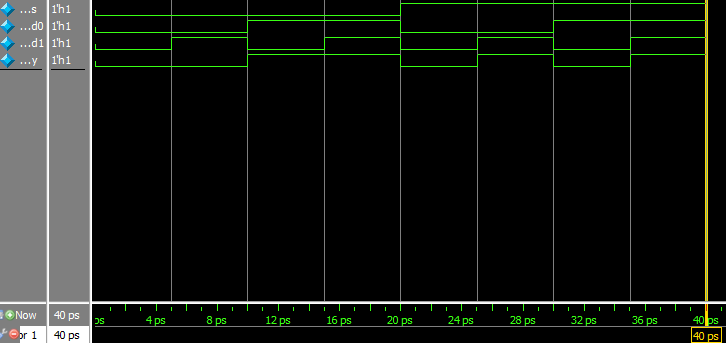 ...s 1'h1
...d0 1'h1
...d1 1'h1
...y 1'h1
Now 40 ps
ps 4 ps 8 ps 12 ps 16 ps 20 ps 24 ps 28 ps 32 ps 36 ps 40 ps
or 1 40 ps
40 ps